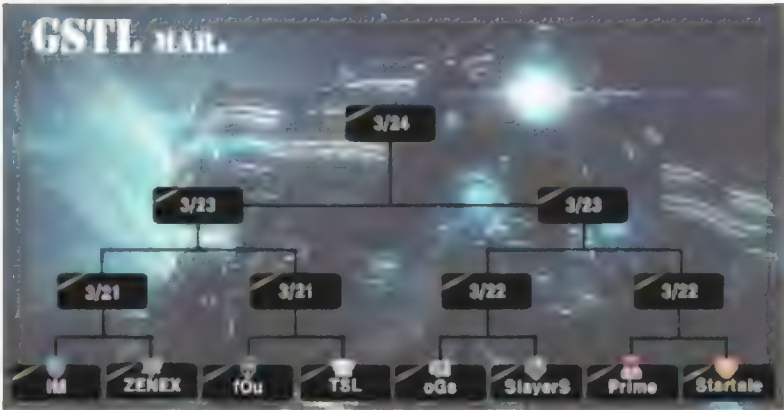 GSTL MAR.
3/24
3/23 3/23
3/21 3/21 3/22 3/22
IM ZENEX fOu TSL oGs SlayerS Prime Startale